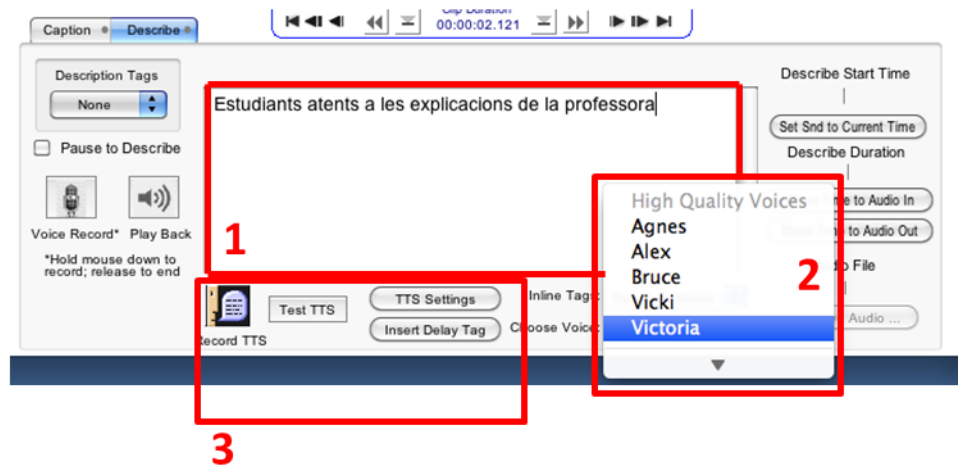 Clip Duration
00:00:02.121
Caption Describe
Description Tags
None
Pause to Describe
Voice Record* Play Back
*Hold mouse down to
record; release to end
Estudiants atents a les explicacions de la professora
1
Describe Start Time
Set Snd to Current Time
Describe Duration
e to Audio In
e to Audio Out
File
Audio ...
High Quality Voices
Agnes
Alex
Bruce
Vicki
Victoria
2
Record TTS
Test TTS
TTS Settings
Insert Delay Tag
Inline Tags:
Choose Voice:
3